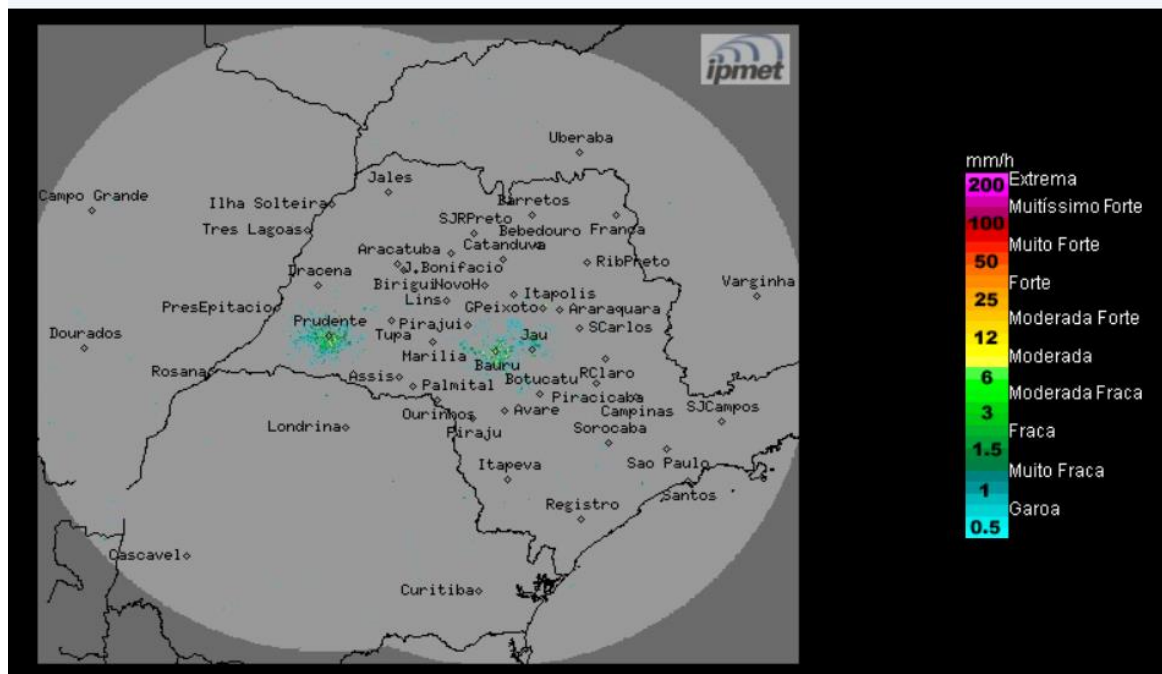 ipmet
Uberaba
Jales
Campo Grande
Ilha Solteira
Barretos
SJRPreto
Tres Lagoas
Bebedouro Franca
Catanduva
Aracatuba
J.Bonifacio
RibPreto
Dracena
Varginha
Birigui
NovoH
Itapolis
Lins
PresEpitacio
GPeixoto
Araraquara
Prudente
Pirajui
SCarlos
Dourados
Tupa
Jau
Marilia
Bauru
Rosana
Assis
RClaro
Botucatu
Palmital
Piracicaba
SJCampos
Ourinhos
Avare
Campinas
Londrina
Piraju
Sorocaba
Itapeva
Sao Paulo
Santos
Registro
Cascavel
Curitiba
mm/h
200
Extrema
Muitíssimo Forte
100
Muito Forte
50
Forte
25
Moderada Forte
12
Moderada
6
Moderada Fraca
3
Fraca
1.5
Muito Fraca
1
Garoa
0.5